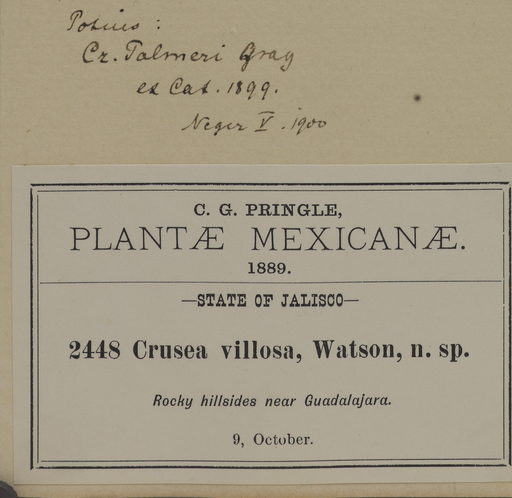 Potius :
Cr. Palmeri Gray
ex Cat. 1899.
Neger V. 1900
C. G. PRINGLE,
PLANTÆ MEXICANÆ.
1889.
—STATE OF JALISCO—
2448 Crusea villosa, Watson, n. sp.
Rocky hillsides near Guadalajara.
9, October.